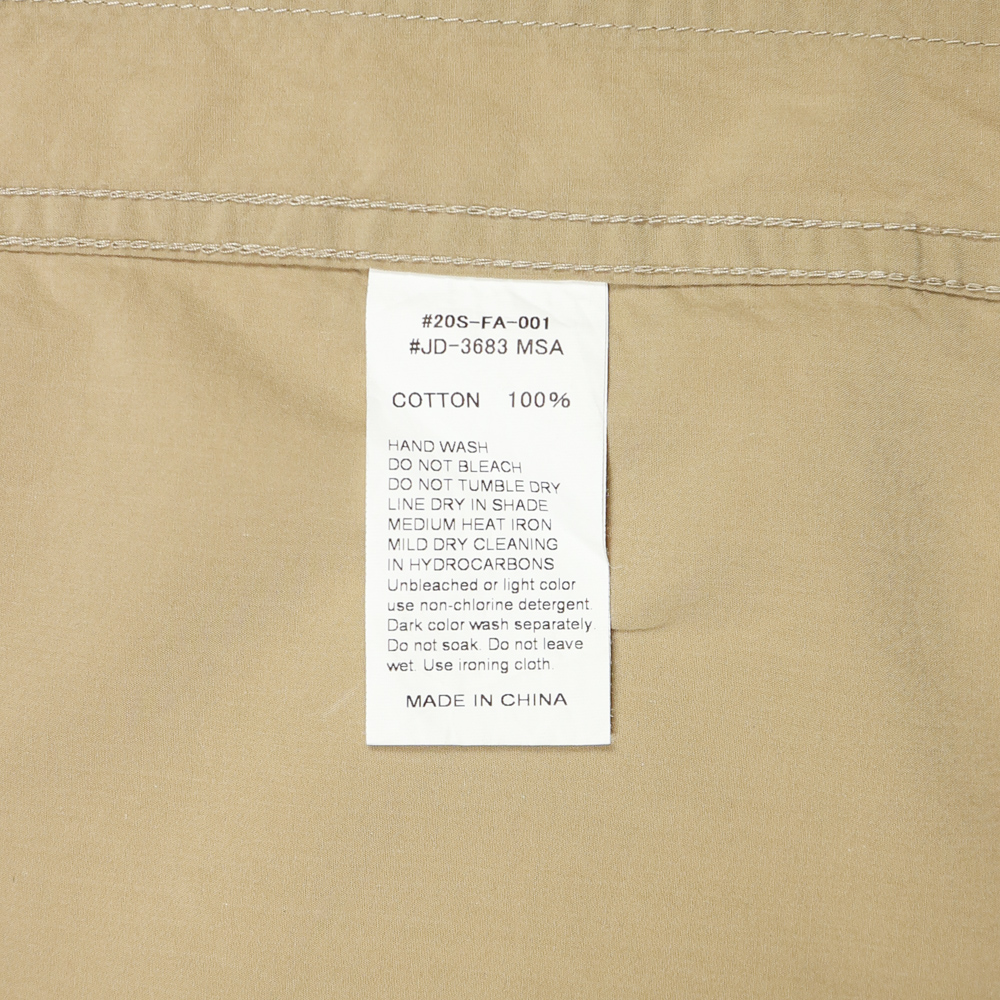 #20S-FA-001
#JD-3683 MSA
COTTON 100%
HAND WASH
DO NOT BLEACH
DO NOT TUMBLE DRY
LINE DRY IN SHADE
MEDIUM HEAT IRON
MILD DRY CLEANING
IN HYDROCARBONS
Unbleached or light color
use non-chlorine detergent.
Dark color wash separately.
Do not soak. Do not leave
wet. Use ironing cloth.
MADE IN CHINA